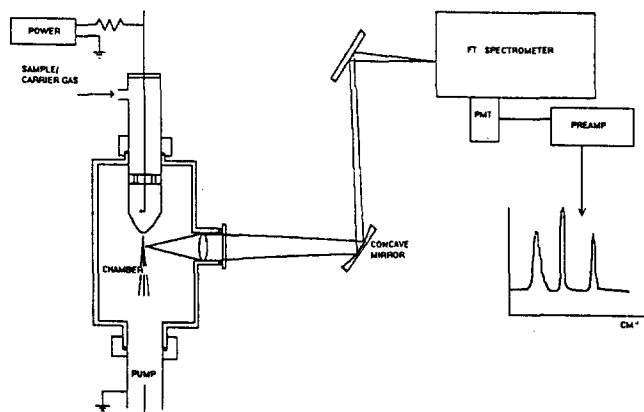 POWER
SAMPLE/
CARRIER GAS
CHAMBER
PUMP
CONCAVE
MIRROR
FT SPECTROMETER
PMT
PREAMP
CM⁻¹